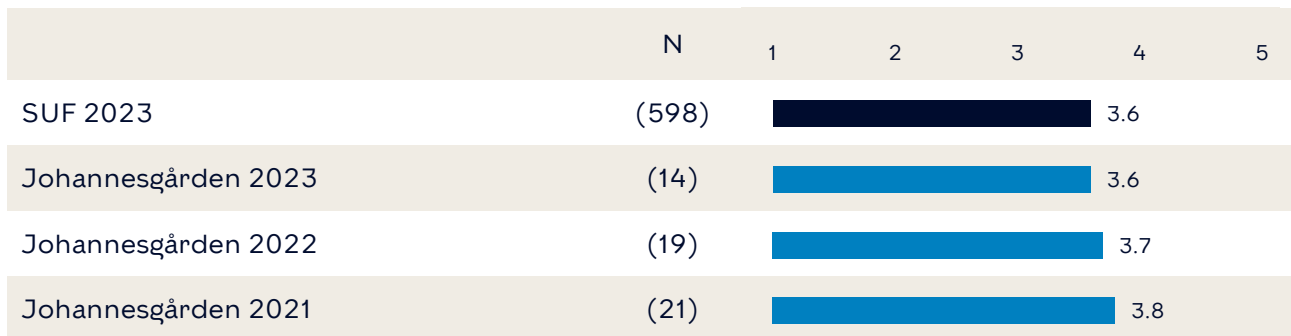 N 1 2 3 4 5
SUF 2023 (598) 3.6
Johannesgården 2023 (14) 3.6
Johannesgården 2022 (19) 3.7
Johannesgården 2021 (21) 3.8